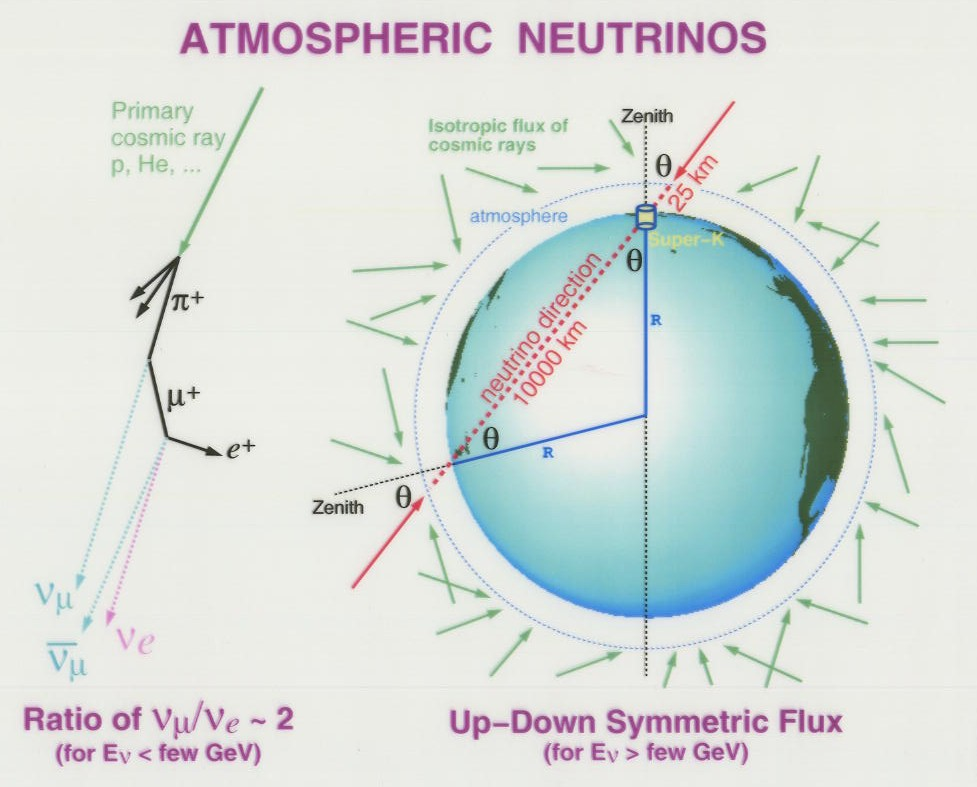 ATMOSPHERIC NEUTRINOS
Primary
cosmic ray
p, He, ...
π+
μ+
e+
νμ
ν̅μ
νe
Ratio of νμ/νe ~ 2
(for Eν < few GeV)
Isotropic flux of
cosmic rays
Zenith
θ
25 km
atmosphere
Super-K
θ
neutrino direction
10000 km
R
θ
R
Zenith
θ
Up-Down Symmetric Flux
(for Eν > few GeV)